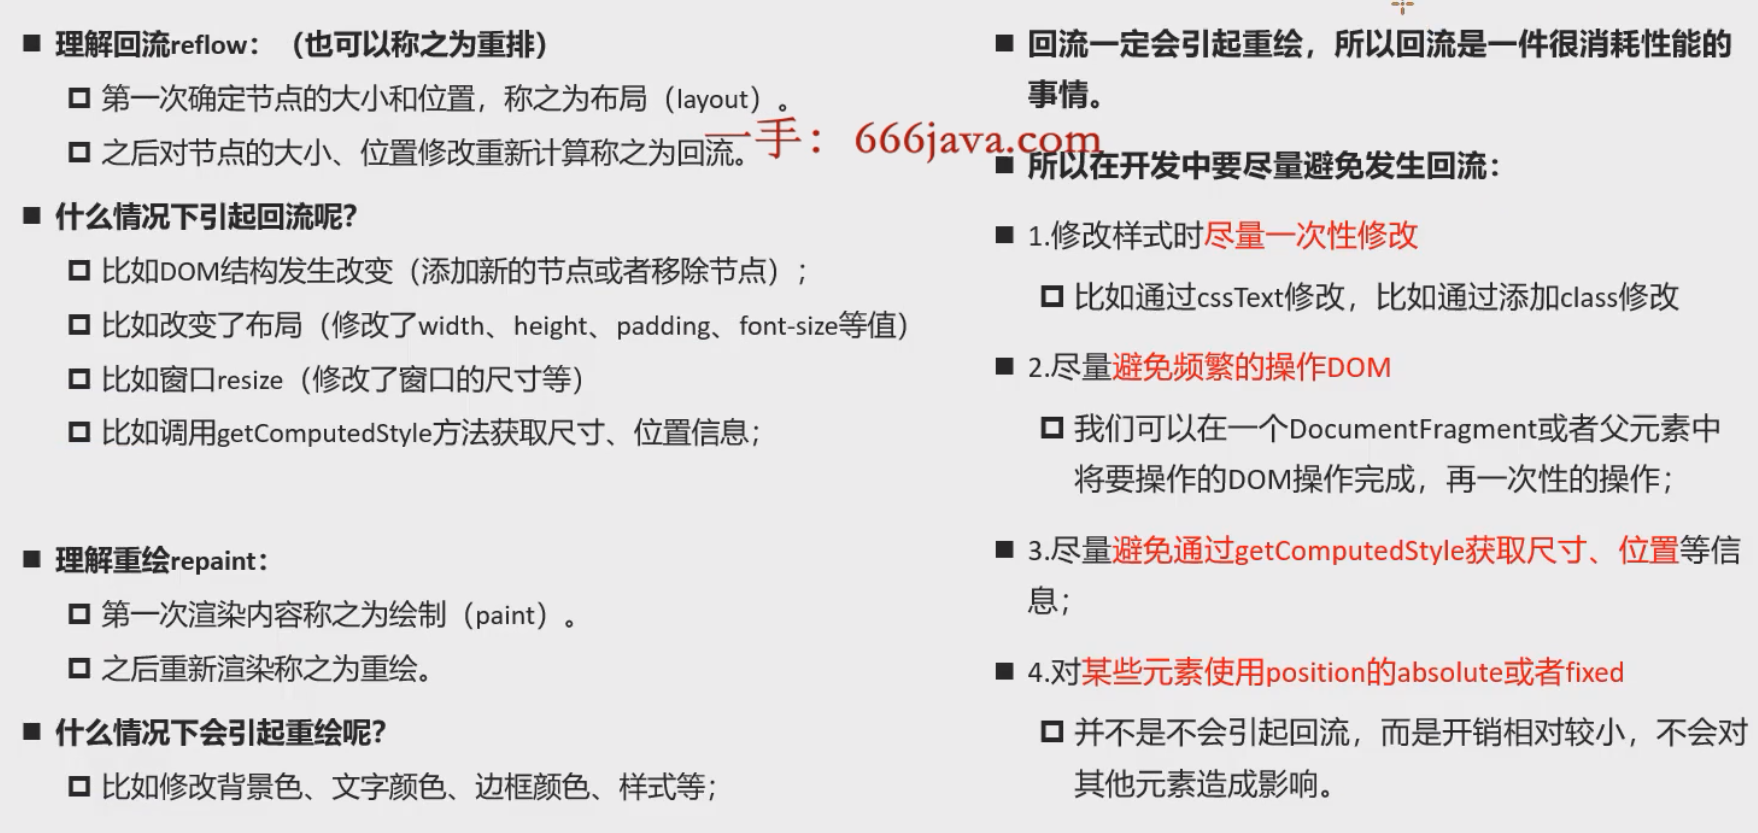 理解回流reflow：（也可以称之为重排）
第一次确定节点的大小和位置，称之为布局（layout）。
之后对节点的大小、位置修改重新计算称之为回流。
什么情况下引起回流呢？
比如DOM结构发生改变（添加新的节点或者移除节点）；
比如改变了布局（修改了width、height、padding、font-size等值）
比如窗口resize（修改了窗口的尺寸等）
比如调用getComputedStyle方法获取尺寸、位置信息；
理解重绘repaint：
第一次渲染内容称之为绘制（paint）。
之后重新渲染称之为重绘。
什么情况下会引起重绘呢？
比如修改背景色、文字颜色、边框颜色、样式等；
一手：666java.com
回流一定会引起重绘，所以回流是一件很消耗性能的
事情。
所以在开发中要尽量避免发生回流：
1.修改样式时尽量一次性修改
比如通过cssText修改，比如通过添加class修改
2.尽量避免频繁的操作DOM
我们可以在一个DocumentFragment或者父元素中
将要操作的DOM操作完成，再一次性的操作；
3.尽量避免通过getComputedStyle获取尺寸、位置等信
息；
4.对某些元素使用position的absolute或者fixed
并不是不会引起回流，而是开销相对较小，不会对
其他元素造成影响。